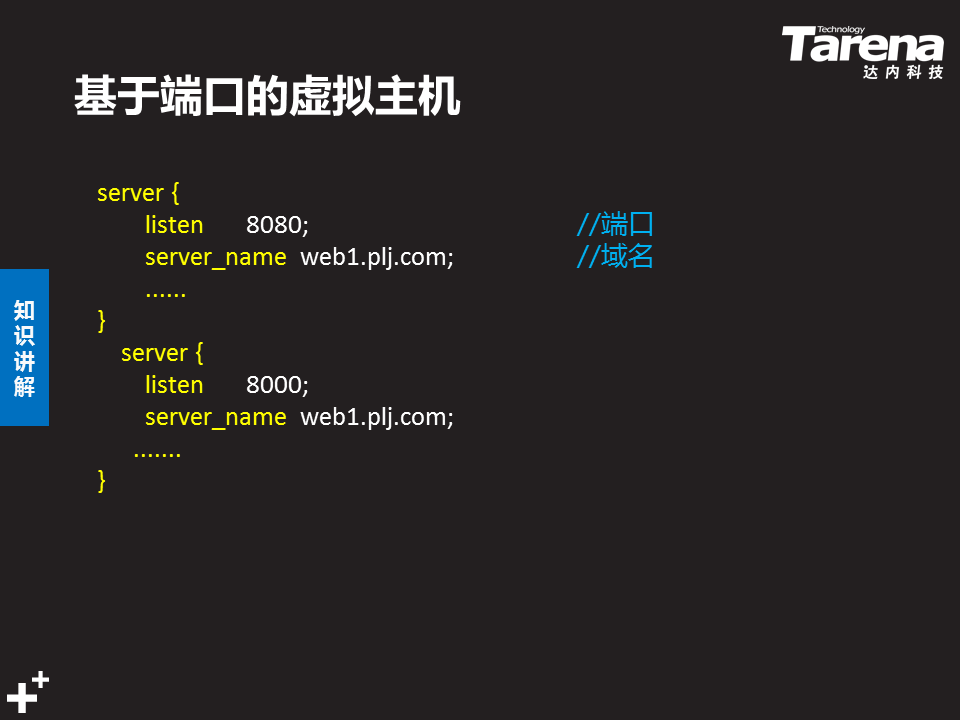 Technology
Tarena
达内科技
基于端口的虚拟主机
server {
listen 8080; //端口
server_name web1.plj.com; //域名
......
}
server {
listen 8000;
server_name web1.plj.com;
.......
}
知识讲解